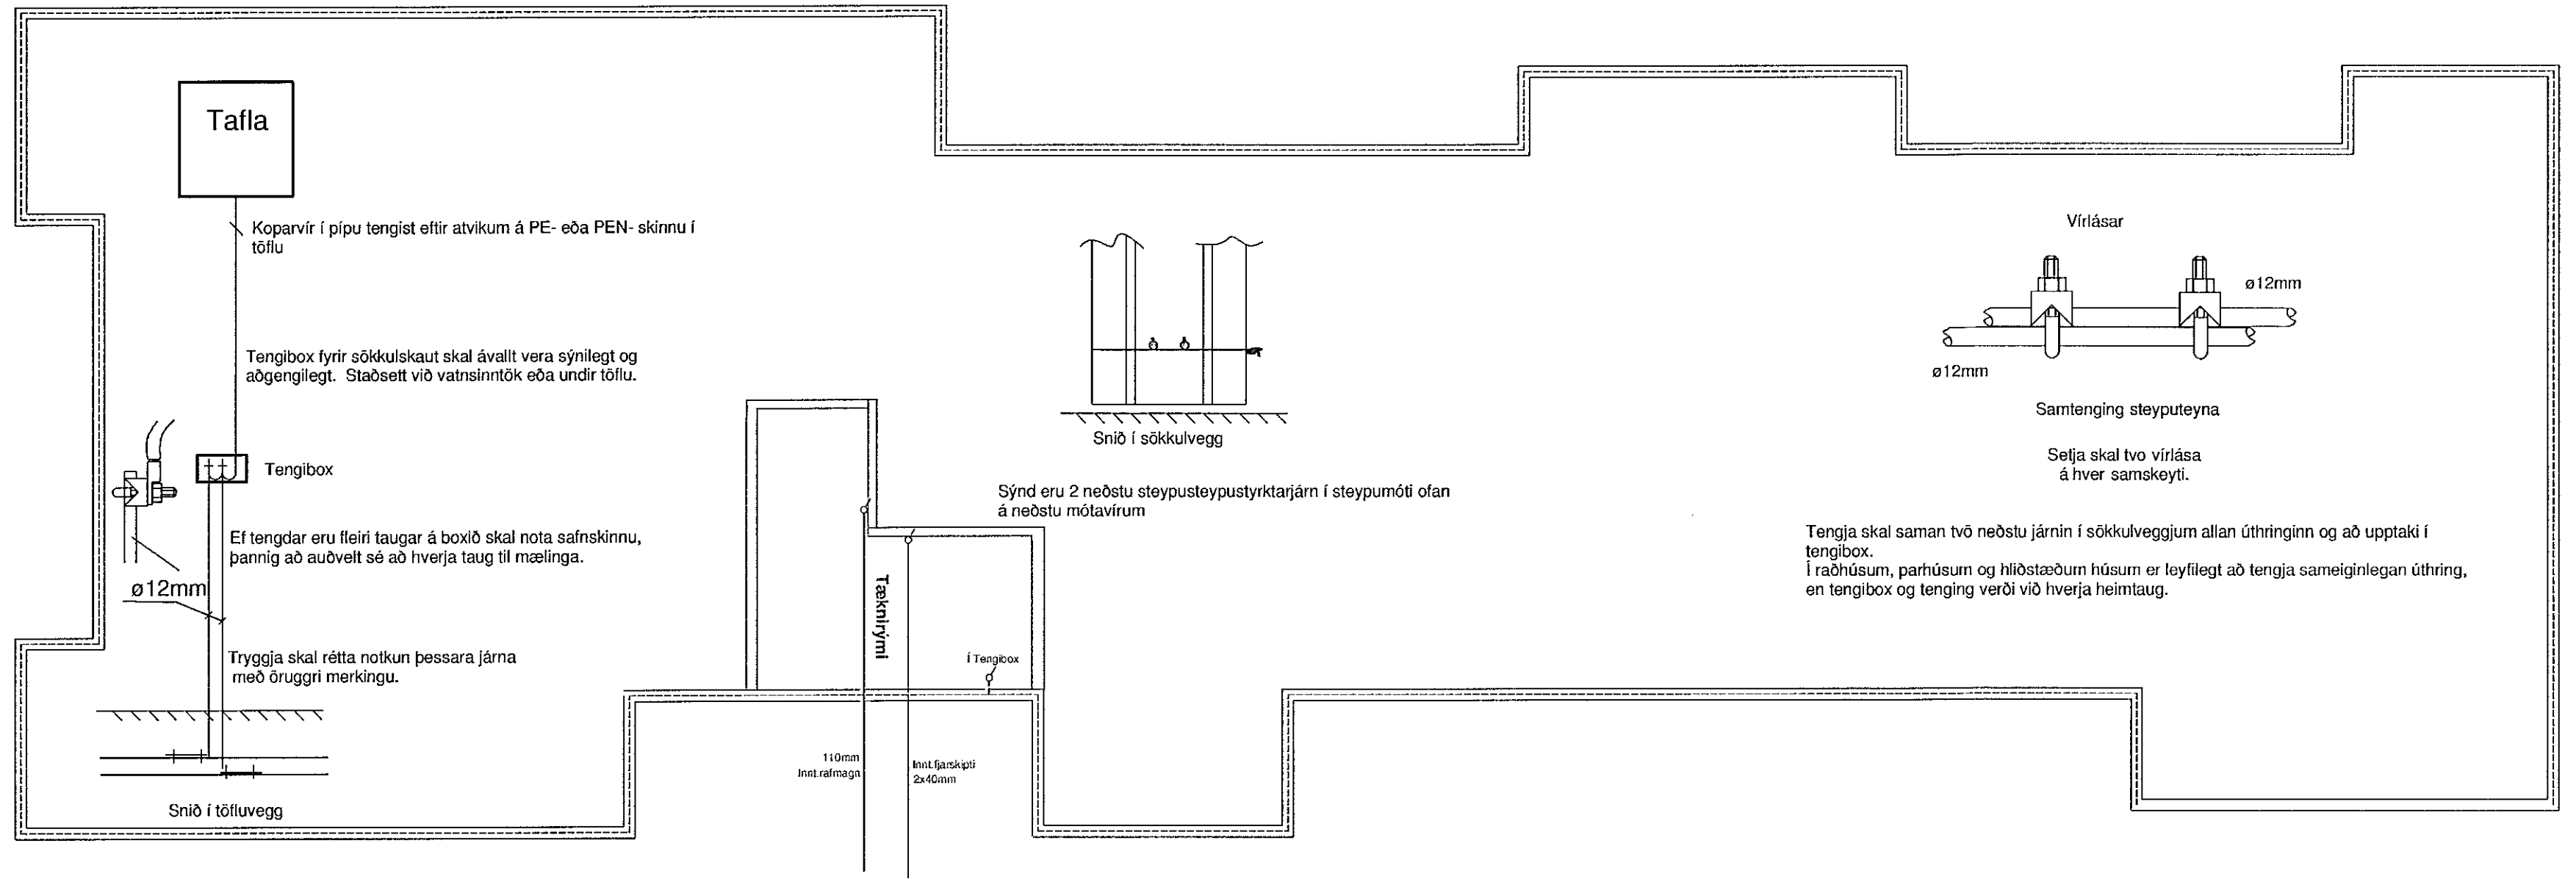 Tafla
Koparvír í pípu tengist eftir atvikum á PE- eða PEN- skinnu í
töflu
Tengibox fyrir sökkulskaut skal ávallt vera sýnilegt og
aðgengilegt. Staðsett við vatnsinntök eða undir töflu.
Tengibox
Ef tengdar eru fleiri taugar á boxið skal nota safnskinnu,
þannig að auðvelt sé að hverja taug til mælinga.
ø12mm
Tryggja skal rétta notkun þessara járna
með öruggri merkingu.
Snið í töfluvegg
Tæknirými
Í Tengibox
110mm
Innt.rafmagn
Innt.fjarskipti
2x40mm
Snið í sökkulvegg
Sýnd eru 2 neðstu steypusteypustyrktarjárn í steypumóti ofan
á neðstu mótavírum
Vírlásar
ø12mm
ø12mm
Samtenging steyputeyna
Setja skal tvo vírlása
á hver samskeyti.
Tengja skal saman tvö neðstu járnin í sökkulveggjum allan úthringinn og að upptaki í
tengibox.
Í raðhúsum, parhúsum og hliðstæðum húsum er leyfilegt að tengja sameiginlegan úthring,
en tengibox og tenging verði við hverja heimtaug.